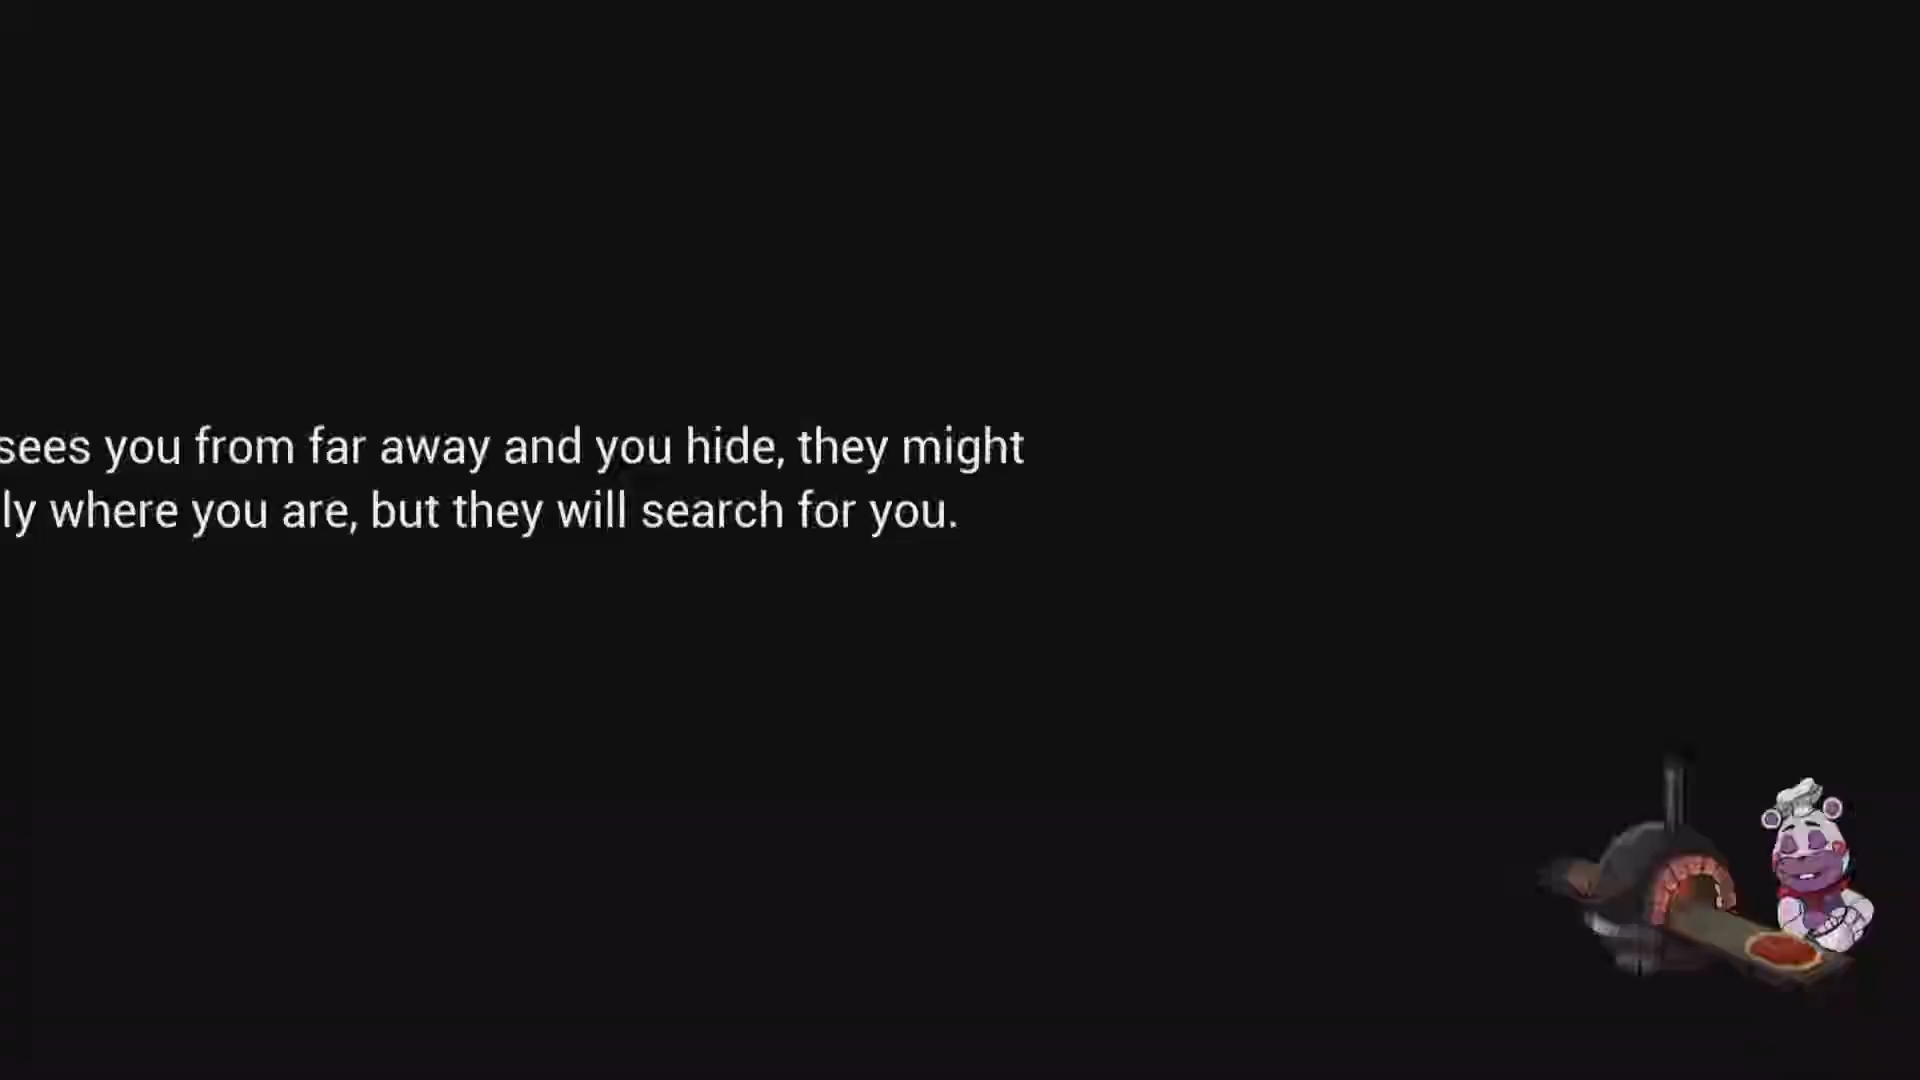 sees you from far away and you hide, they might
ly where you are, but they will search for you.